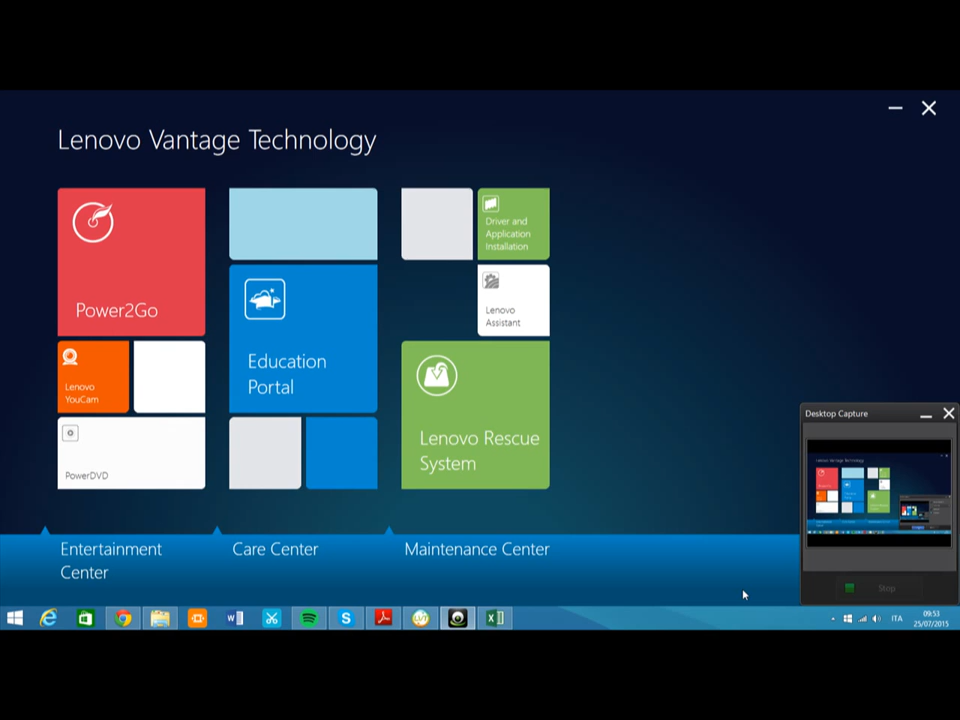 Lenovo Vantage Technology
Power2Go
Lenovo
YouCam
PowerDVD
Education
Portal
Driver and
Application
Installation
Lenovo
Assistant
Lenovo Rescue
System
Entertainment
Center
Care Center
Maintenance Center
Desktop Capture
Stop
LVT
ITA
09:53
25/07/2015